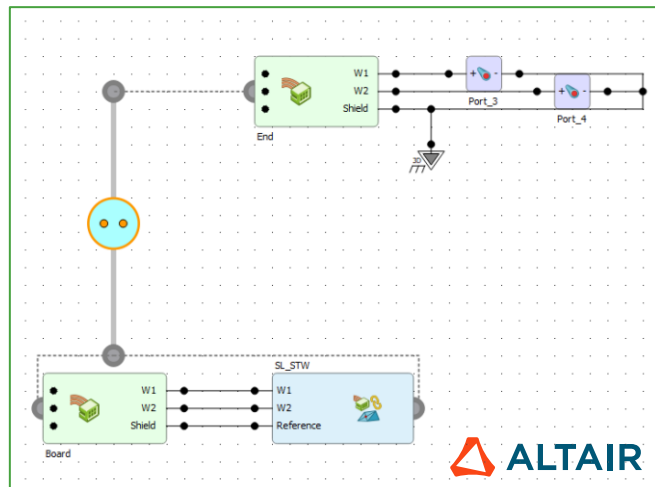 W1
W2
Shield
End
+ -
Port_3
+ -
Port_4
3D
SL_STW
W1
W2
Shield
Board
W1
W2
Reference
ALTAIR